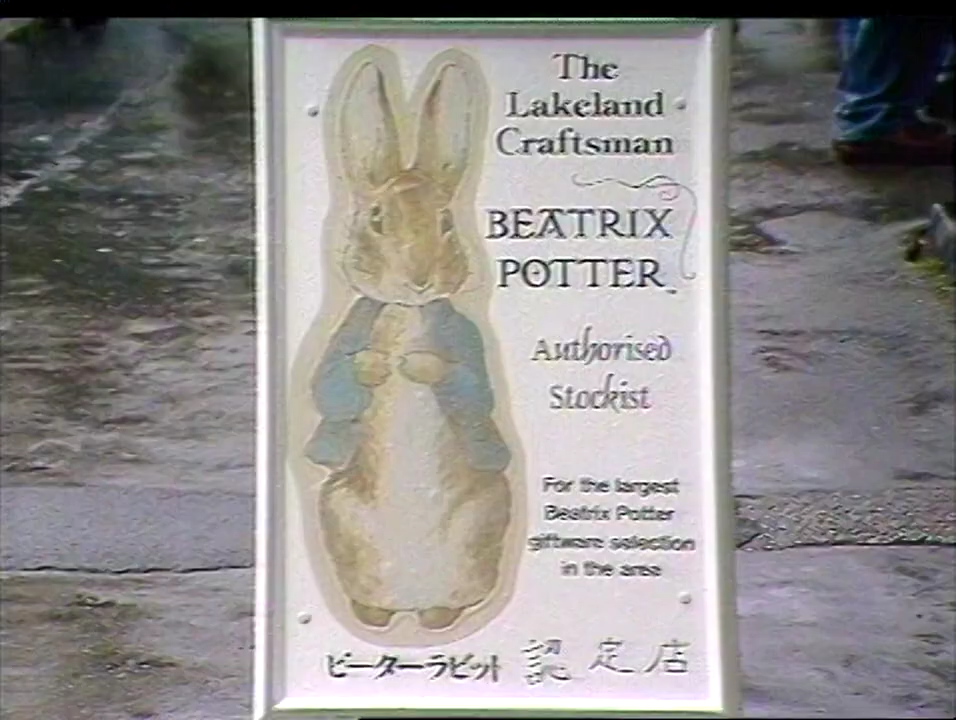 The
Lakeland
Craftsman
BEATRIX
POTTER
Authorised
Stockist
For the largest
Beatrix Potter
giftware selection
in the area
ピーターラビット 認定店